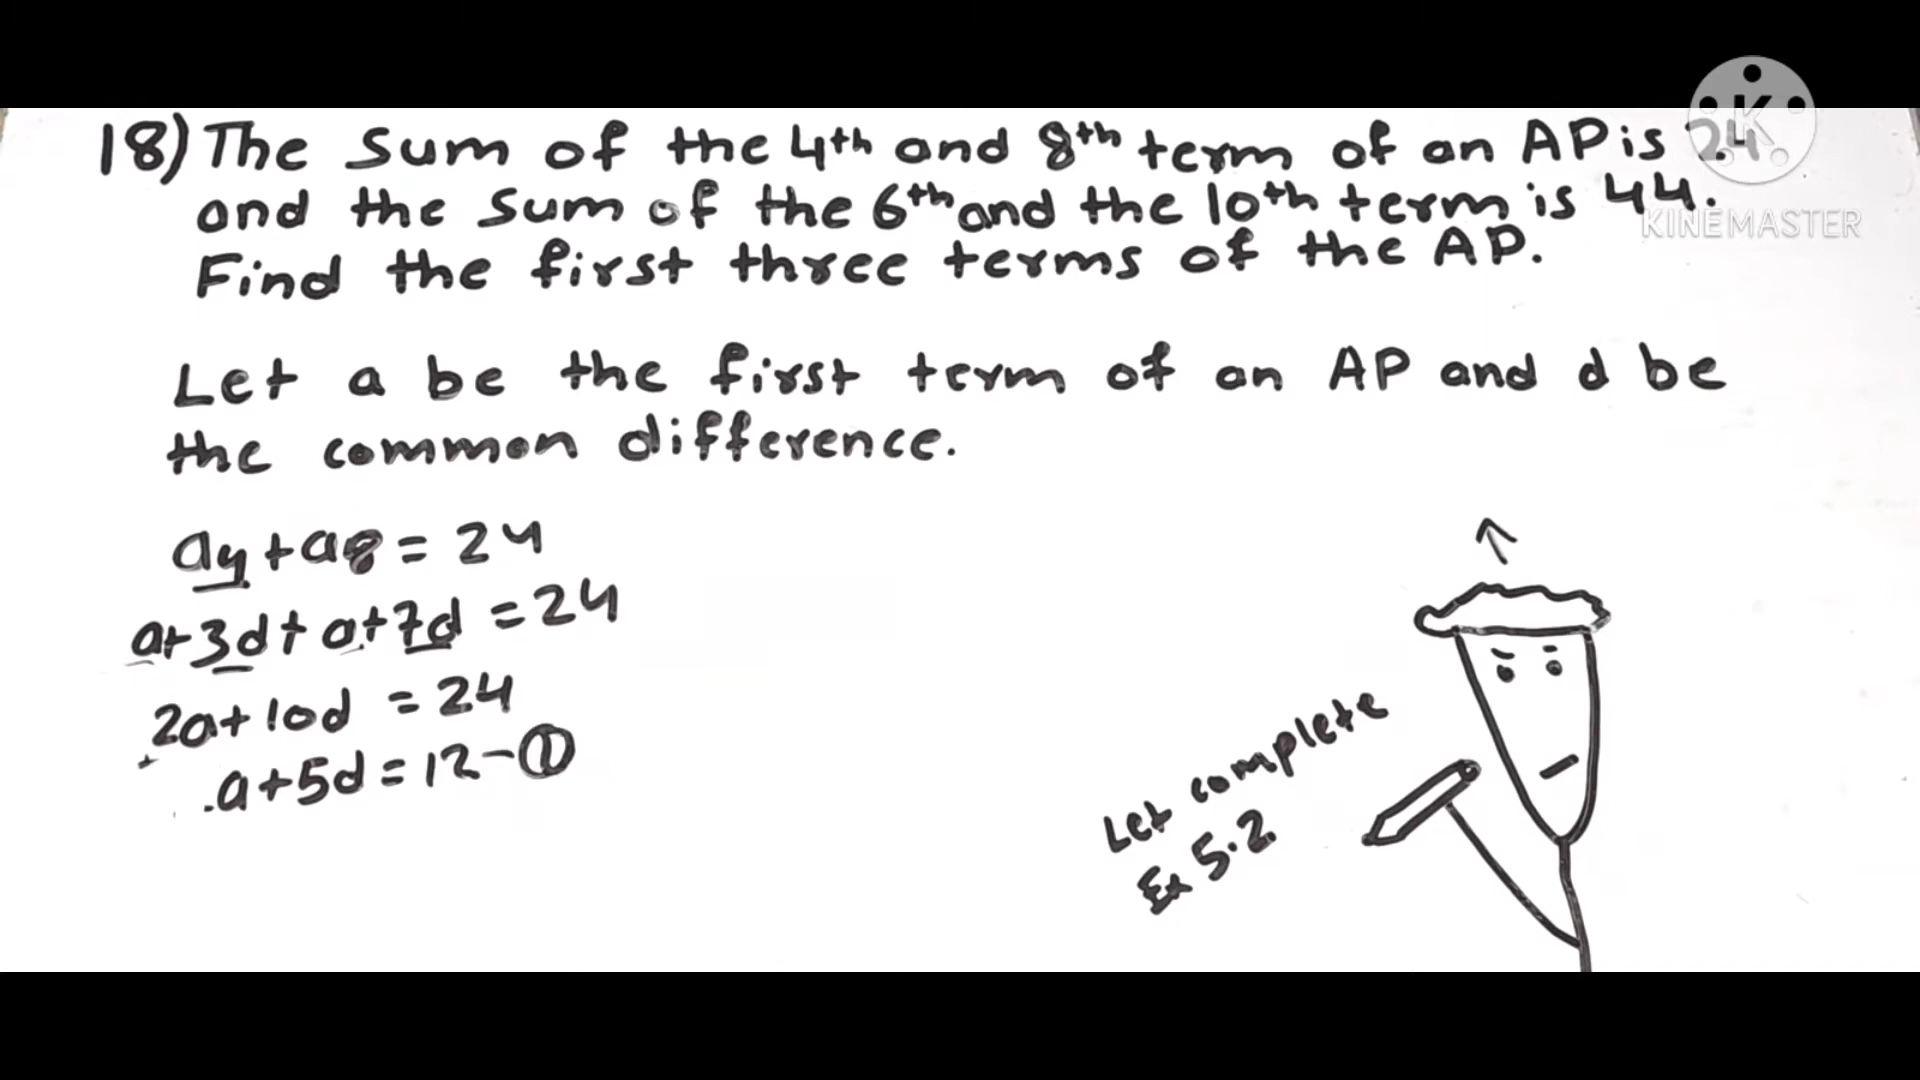 18) The sum of the 4th and 8th term of an AP is 24
and the sum of the 6th and the 10th term is 44.
KINEMASTER
Find the first three terms of the AP.
Let a be the first term of an AP and d be
the common difference.
a4 + a8 = 24
a + 3d + a + 7d = 24
2a + 10d = 24
a + 5d = 12 - ①
Let complete
Ex 5.2